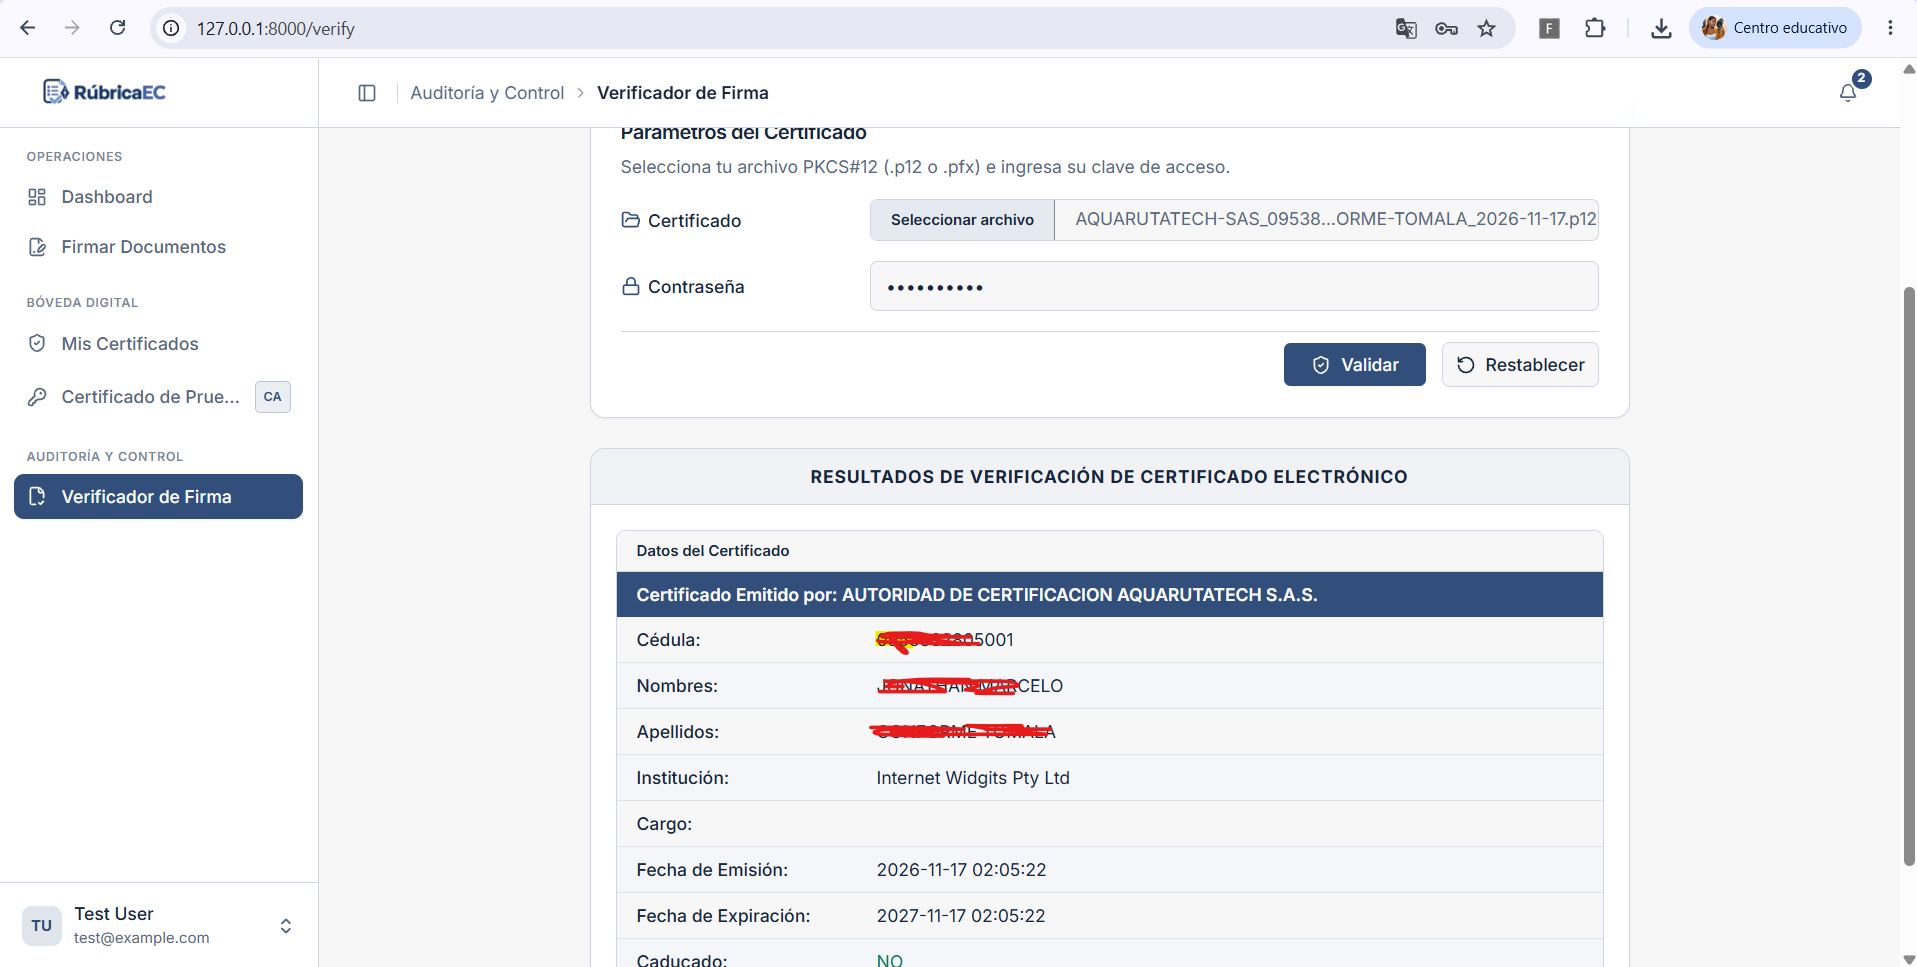 127.0.0.1:8000/verify
F
Centro educativo
RúbricaEC
Auditoría y Control > Verificador de Firma
2
OPERACIONES
Dashboard
Firmar Documentos
BÓVEDA DIGITAL
Mis Certificados
Certificado de Prue... CA
AUDITORÍA Y CONTROL
Verificador de Firma
TU
Test User
test@example.com
Parámetros del Certificado
Selecciona tu archivo PKCS#12 (.p12 o .pfx) e ingresa su clave de acceso.
Certificado Seleccionar archivo AQUARUTATECH-SAS_09538...ORME-TOMALA_2026-11-17.p12
Contraseña ••••••••••
Validar Restablecer
RESULTADOS DE VERIFICACIÓN DE CERTIFICADO ELECTRÓNICO
Datos del Certificado
Certificado Emitido por: AUTORIDAD DE CERTIFICACION AQUARUTATECH S.A.S.
Cédula:
Nombres:
Apellidos:
Institución: Internet Widgits Pty Ltd
Cargo:
Fecha de Emisión: 2026-11-17 02:05:22
Fecha de Expiración: 2027-11-17 02:05:22
Caducado: NO